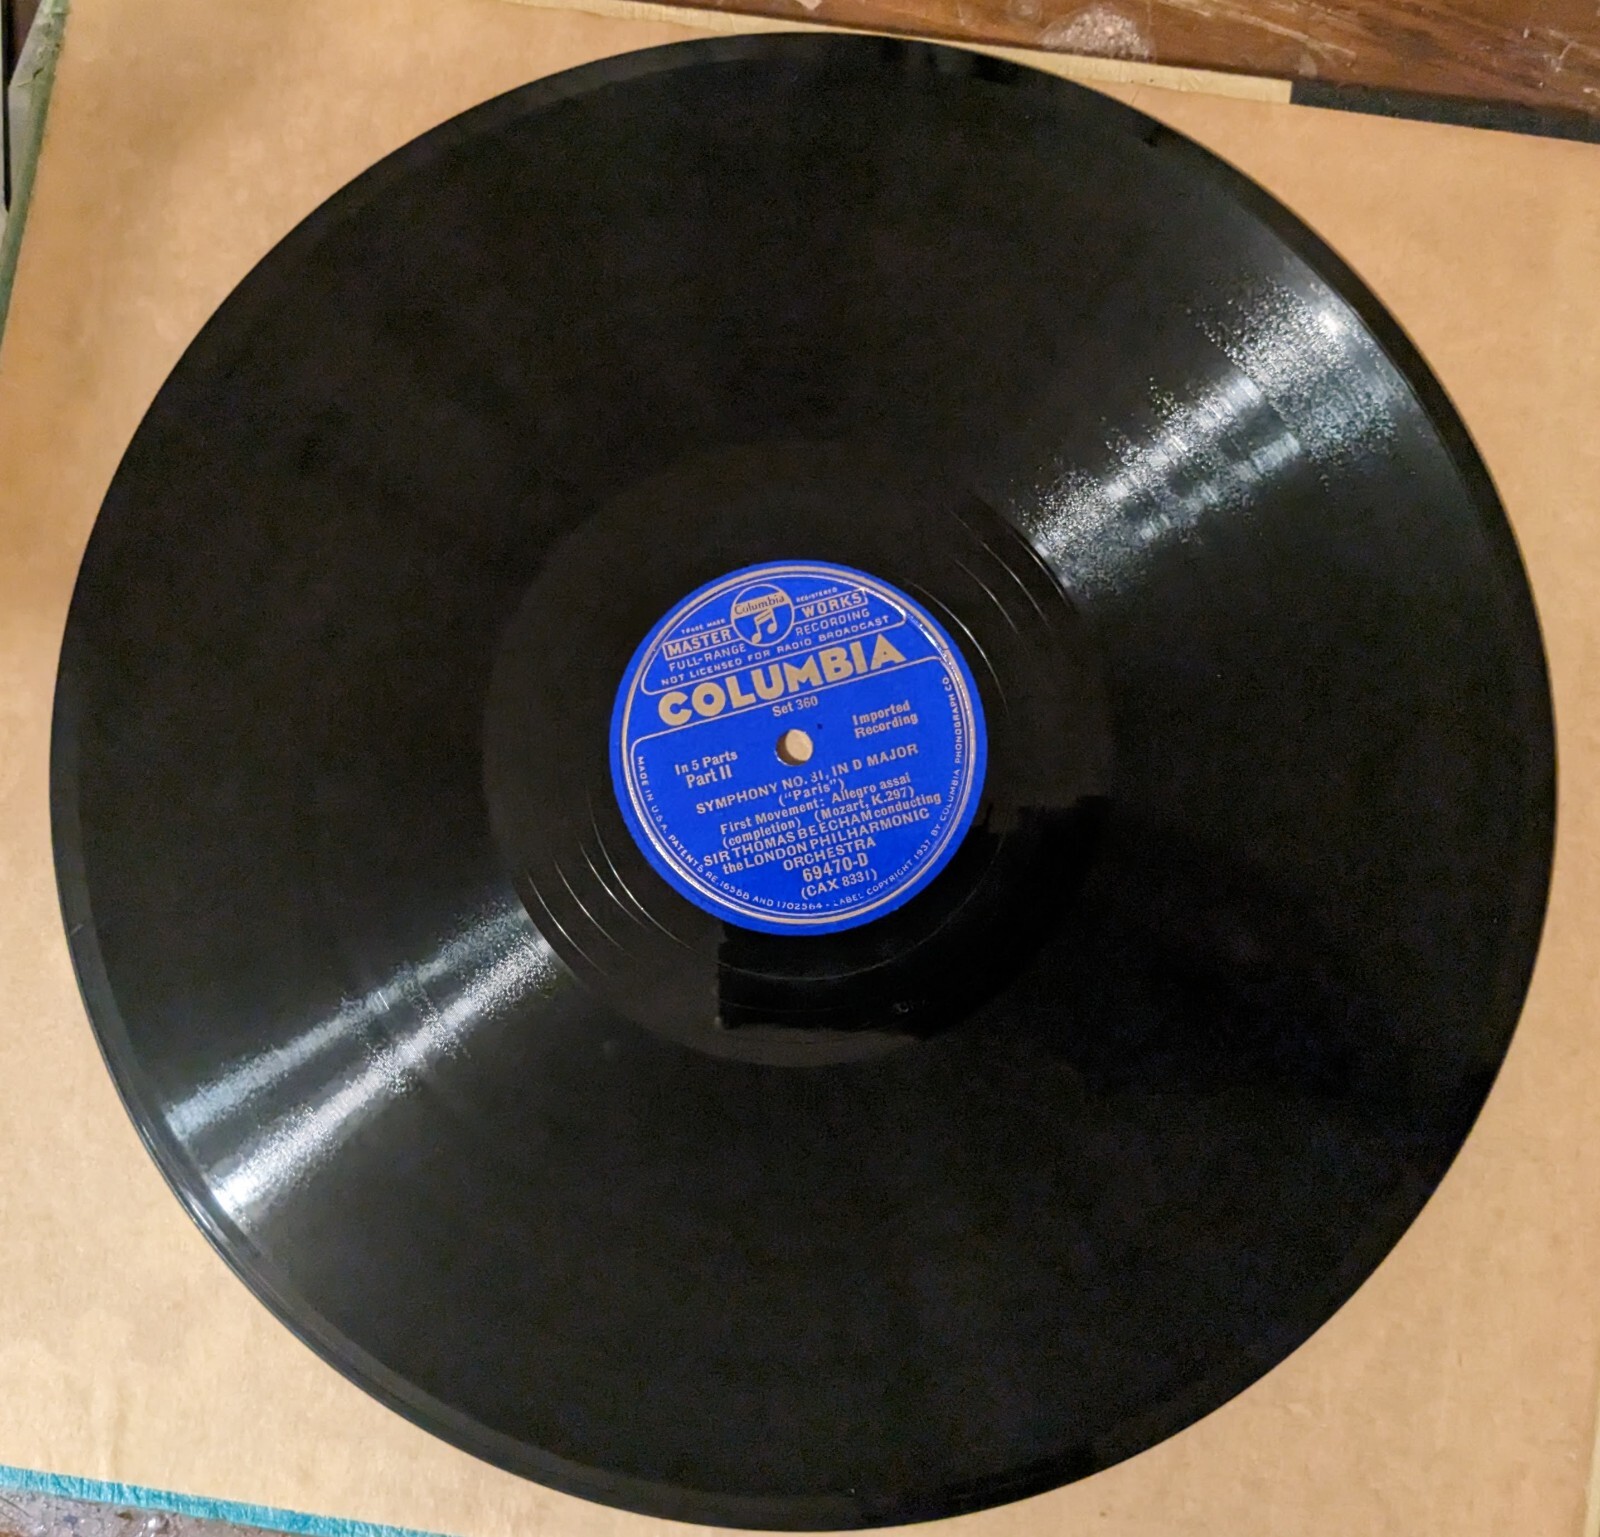 Columbia
TRADE MARK REGISTERED
MASTER WORKS
FULL-RANGE RECORDING
NOT LICENSED FOR RADIO BROADCAST
COLUMBIA
Set 360
Imported
Recording
In 5 Parts
Part II
SYMPHONY NO. 31, IN D MAJOR
("Paris")
First Movement: Allegro assai
(completion) (Mozart, K.297)
SIR THOMAS BEECHAM conducting
the LONDON PHILHARMONIC
ORCHESTRA
69470-D
(CAX 8331)
MADE IN U.S.A. PATENTS RE. 16588 AND 1702564 - LABEL COPYRIGHT 1937 BY COLUMBIA PHONOGRAPH CO.